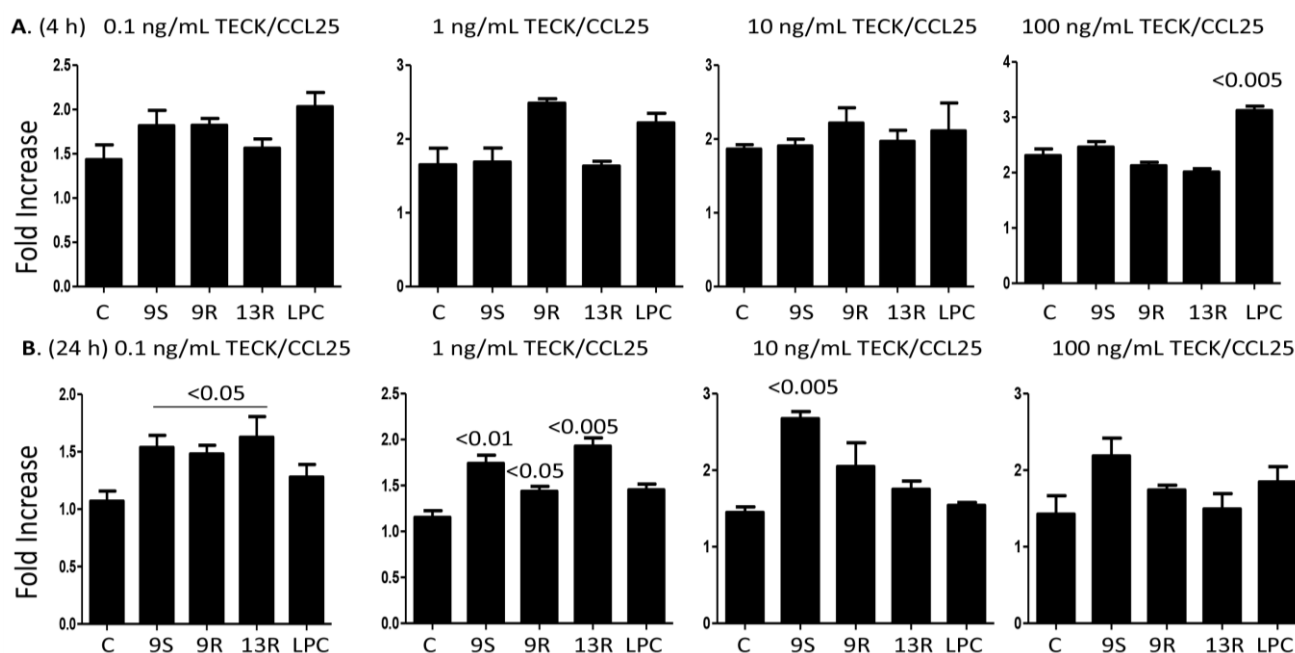 A. (4 h) 0.1 ng/mL TECK/CCL25
1 ng/mL TECK/CCL25
10 ng/mL TECK/CCL25
100 ng/mL TECK/CCL25
Fold Increase
2.5
2.0
1.5
1.0
0.5
0.0
C 9S 9R 13R LPC
3
2
1
0
C 9S 9R 13R LPC
3
2
1
0
C 9S 9R 13R LPC
<0.005
4
3
2
1
0
C 9S 9R 13R LPC
B. (24 h) 0.1 ng/mL TECK/CCL25
1 ng/mL TECK/CCL25
10 ng/mL TECK/CCL25
100 ng/mL TECK/CCL25
Fold Increase
<0.05
2.0
1.5
1.0
0.5
0.0
C 9S 9R 13R LPC
<0.01
<0.05
<0.005
2.5
2.0
1.5
1.0
0.5
0.0
C 9S 9R 13R LPC
<0.005
3
2
1
0
C 9S 9R 13R LPC
3
2
1
0
C 9S 9R 13R LPC